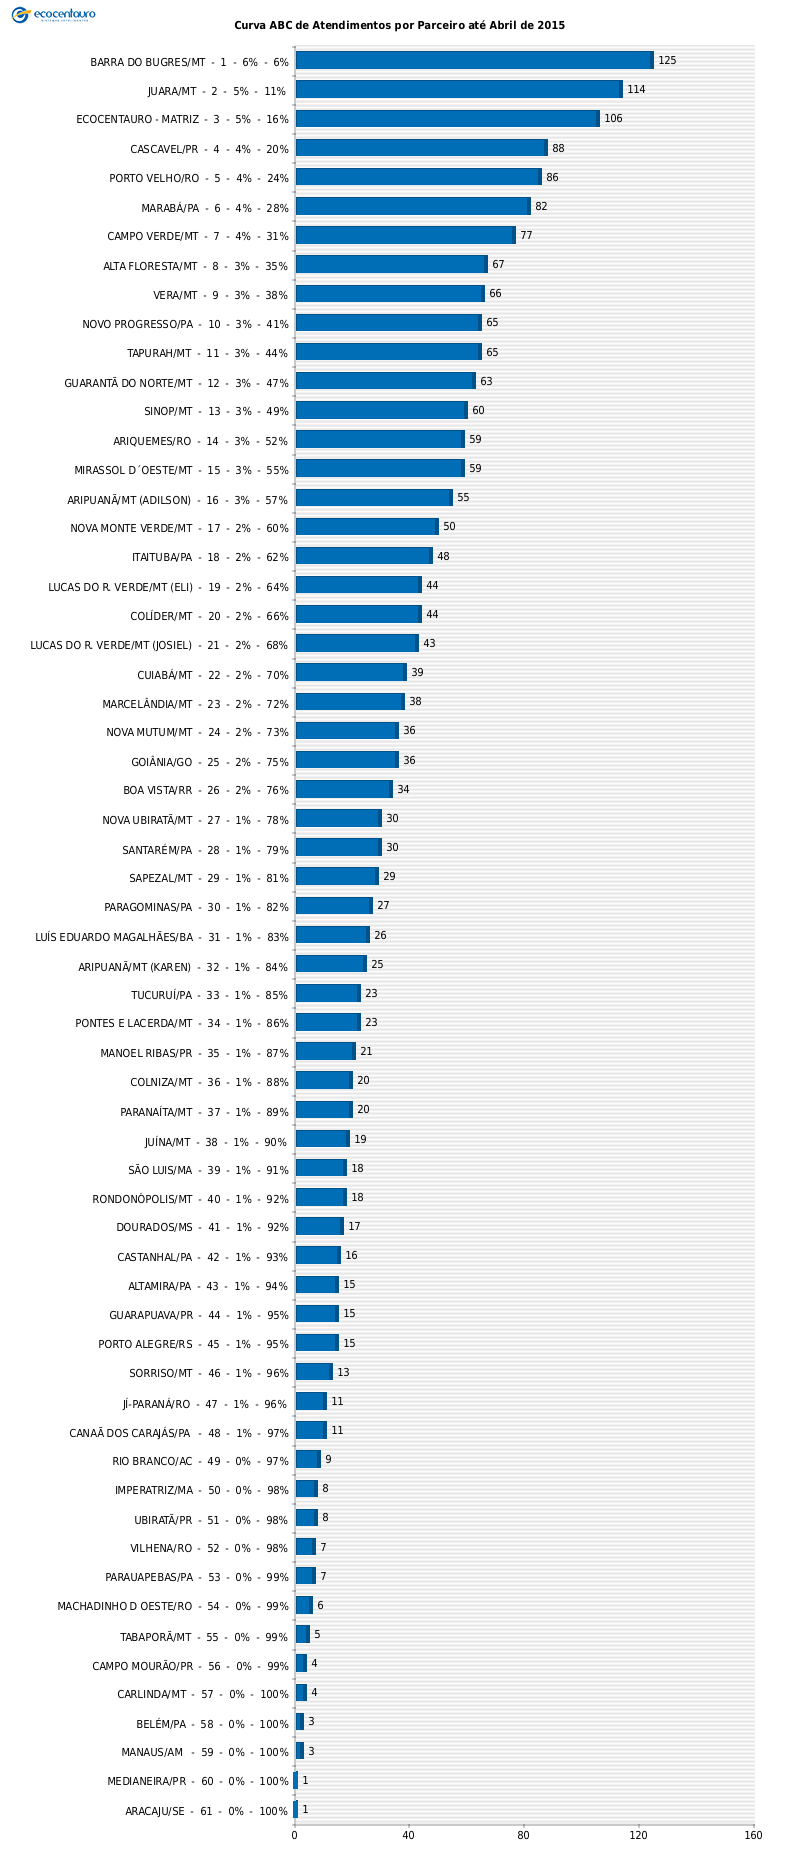 ecocentauro
Curva ABC de Atendimentos por Parceiro até Abril de 2015
BARRA DO BUGRES/MT - 1 - 6% - 6% 125
JUARA/MT - 2 - 5% - 11% 114
ECOCENTAURO - MATRIZ - 3 - 5% - 16% 106
CASCAVEL/PR - 4 - 4% - 20% 88
PORTO VELHO/RO - 5 - 4% - 24% 86
MARABÁ/PA - 6 - 4% - 28% 82
CAMPO VERDE/MT - 7 - 4% - 31% 77
ALTA FLORESTA/MT - 8 - 3% - 35% 67
VERA/MT - 9 - 3% - 38% 66
NOVO PROGRESSO/PA - 10 - 3% - 41% 65
TAPURAH/MT - 11 - 3% - 44% 65
GUARANTÃ DO NORTE/MT - 12 - 3% - 47% 63
SINOP/MT - 13 - 3% - 49% 60
ARIQUEMES/RO - 14 - 3% - 52% 59
MIRASSOL D´OESTE/MT - 15 - 3% - 55% 59
ARIPUANÃ/MT (ADILSON) - 16 - 3% - 57% 55
NOVA MONTE VERDE/MT - 17 - 2% - 60% 50
ITAITUBA/PA - 18 - 2% - 62% 48
LUCAS DO R. VERDE/MT (ELI) - 19 - 2% - 64% 44
COLÍDER/MT - 20 - 2% - 66% 44
LUCAS DO R. VERDE/MT (JOSIEL) - 21 - 2% - 68% 43
CUIABÁ/MT - 22 - 2% - 70% 39
MARCELÂNDIA/MT - 23 - 2% - 72% 38
NOVA MUTUM/MT - 24 - 2% - 73% 36
GOIÂNIA/GO - 25 - 2% - 75% 36
BOA VISTA/RR - 26 - 2% - 76% 34
NOVA UBIRATÃ/MT - 27 - 1% - 78% 30
SANTARÉM/PA - 28 - 1% - 79% 30
SAPEZAL/MT - 29 - 1% - 81% 29
PARAGOMINAS/PA - 30 - 1% - 82% 27
LUÍS EDUARDO MAGALHÃES/BA - 31 - 1% - 83% 26
ARIPUANÃ/MT (KAREN) - 32 - 1% - 84% 25
TUCURUÍ/PA - 33 - 1% - 85% 23
PONTES E LACERDA/MT - 34 - 1% - 86% 23
MANOEL RIBAS/PR - 35 - 1% - 87% 21
COLNIZA/MT - 36 - 1% - 88% 20
PARANAÍTA/MT - 37 - 1% - 89% 20
JUÍNA/MT - 38 - 1% - 90% 19
SÃO LUIS/MA - 39 - 1% - 91% 18
RONDONÓPOLIS/MT - 40 - 1% - 92% 18
DOURADOS/MS - 41 - 1% - 92% 17
CASTANHAL/PA - 42 - 1% - 93% 16
ALTAMIRA/PA - 43 - 1% - 94% 15
GUARAPUAVA/PR - 44 - 1% - 95% 15
PORTO ALEGRE/RS - 45 - 1% - 95% 15
SORRISO/MT - 46 - 1% - 96% 13
JÍ-PARANÁ/RO - 47 - 1% - 96% 11
CANAÃ DOS CARAJÁS/PA - 48 - 1% - 97% 11
RIO BRANCO/AC - 49 - 0% - 97% 9
IMPERATRIZ/MA - 50 - 0% - 98% 8
UBIRATÃ/PR - 51 - 0% - 98% 8
VILHENA/RO - 52 - 0% - 98% 7
PARAUAPEBAS/PA - 53 - 0% - 99% 7
MACHADINHO D OESTE/RO - 54 - 0% - 99% 6
TABAPORÃ/MT - 55 - 0% - 99% 5
CAMPO MOURÃO/PR - 56 - 0% - 99% 4
CARLINDA/MT - 57 - 0% - 100% 4
BELÉM/PA - 58 - 0% - 100% 3
MANAUS/AM - 59 - 0% - 100% 3
MEDIANEIRA/PR - 60 - 0% - 100% 1
ARACAJU/SE - 61 - 0% - 100% 1
0 40 80 120 160